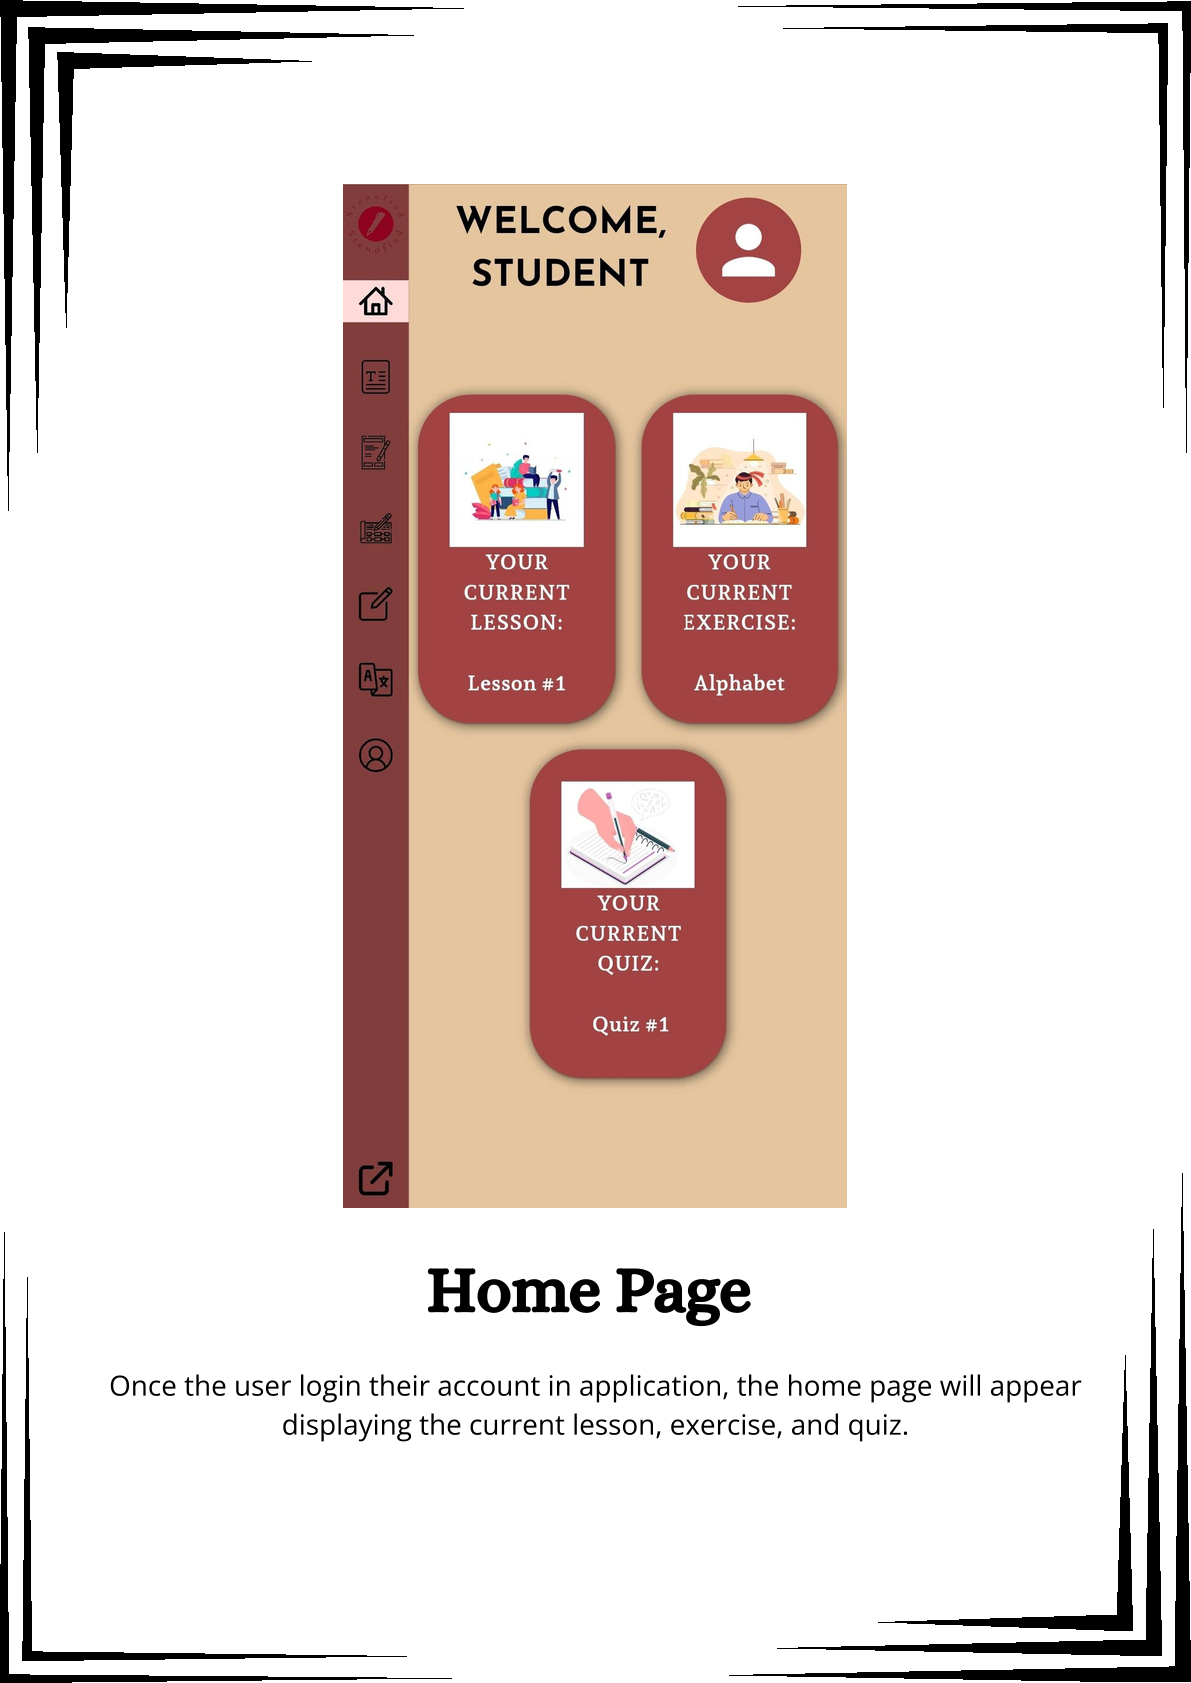 Stenofied
Stenofied
WELCOME,
STUDENT
YOUR
CURRENT
LESSON:
Lesson #1
YOUR
CURRENT
EXERCISE:
Alphabet
YOUR
CURRENT
QUIZ:
Quiz #1
Home Page
Once the user login their account in application, the home page will appear
displaying the current lesson, exercise, and quiz.